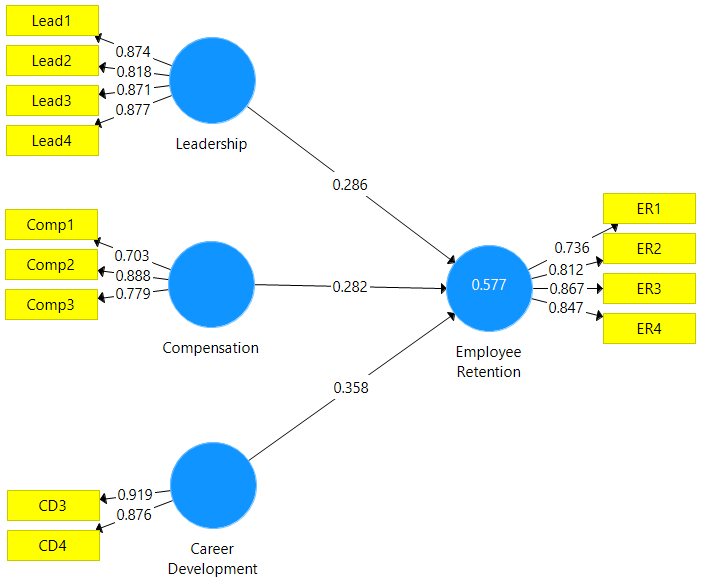 Lead1
0.874
Lead2
0.818
Lead3
0.871
Lead4
0.877
Leadership
0.286
Comp1
0.703
Comp2
0.888
Comp3
0.779
Compensation
0.282
0.577
Employee
Retention
ER1
0.736
ER2
0.812
ER3
0.867
ER4
0.847
0.358
CD3
0.919
CD4
0.876
Career
Development